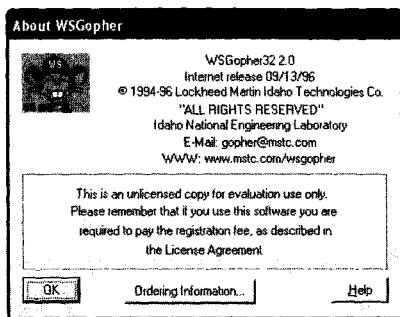 About WSGopher
WS
WSGopher32 2.0
Internet release 09/13/96
© 1994-96 Lockheed Martin Idaho Technologies Co.
"ALL RIGHTS RESERVED"
Idaho National Engineering Laboratory
E-Mail: gopher@mstc.com
WWW: www.mstc.com/wsgopher
This is an unlicensed copy for evaluation use only.
Please remember that if you use this software you are
required to pay the registration fee, as described in
the License Agreement
OK
Ordering Information...
Help